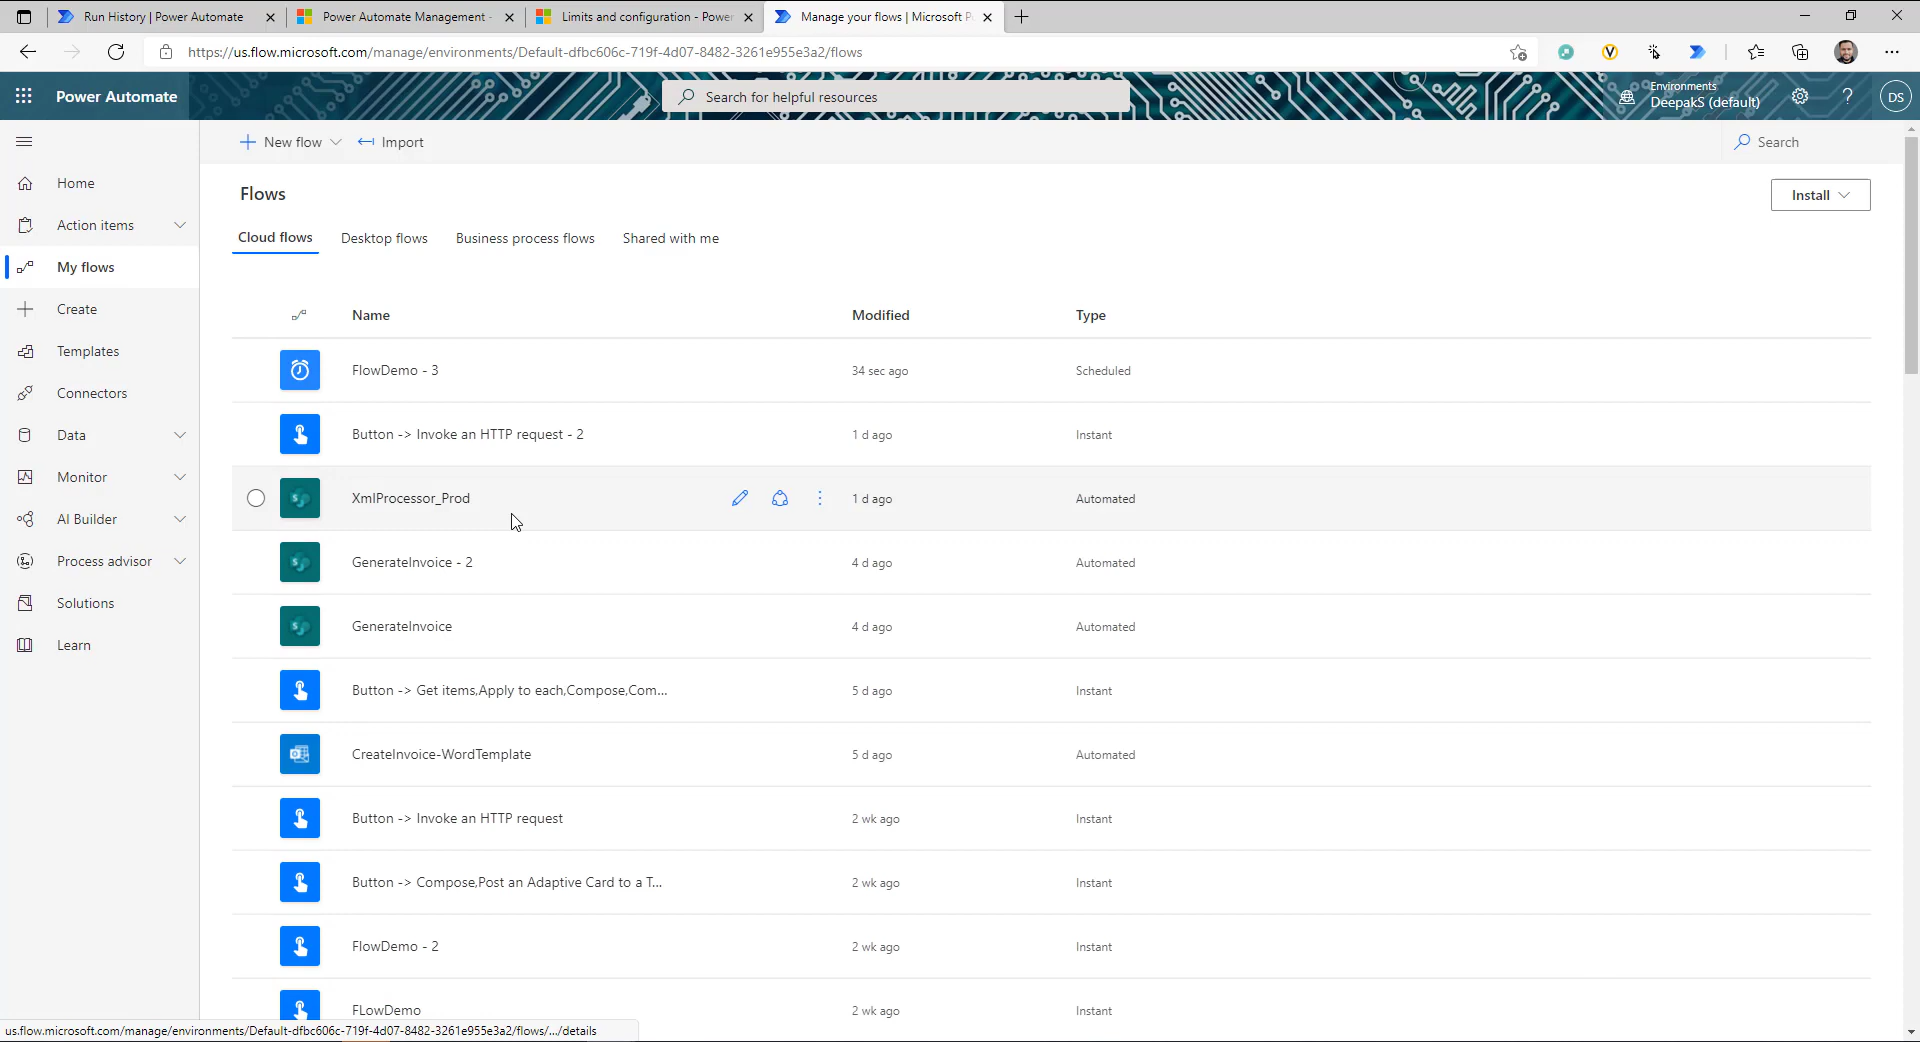 Run History | Power Automate
Power Automate Management -
Limits and configuration - Power
Manage your flows | Microsoft P
https://us.flow.microsoft.com/manage/environments/Default-dfbc606c-719f-4d07-8482-3261e955e3a2/flows
Power Automate
Search for helpful resources
Environments
DeepakS (default)
?
DS
New flow
Import
Search
Home
Action items
My flows
Create
Templates
Connectors
Data
Monitor
AI Builder
Process advisor
Solutions
Learn
Flows
Install
Cloud flows Desktop flows Business process flows Shared with me
Name Modified Type
FlowDemo - 3 34 sec ago Scheduled
Button -> Invoke an HTTP request - 2 1 d ago Instant
XmlProcessor_Prod 1 d ago Automated
GenerateInvoice - 2 4 d ago Automated
GenerateInvoice 4 d ago Automated
Button -> Get items,Apply to each,Compose,Com... 5 d ago Instant
CreateInvoice-WordTemplate 5 d ago Automated
Button -> Invoke an HTTP request 2 wk ago Instant
Button -> Compose,Post an Adaptive Card to a T... 2 wk ago Instant
FlowDemo - 2 2 wk ago Instant
FLowDemo 2 wk ago Instant
us.flow.microsoft.com/manage/environments/Default-dfbc606c-719f-4d07-8482-3261e955e3a2/flows/.../details